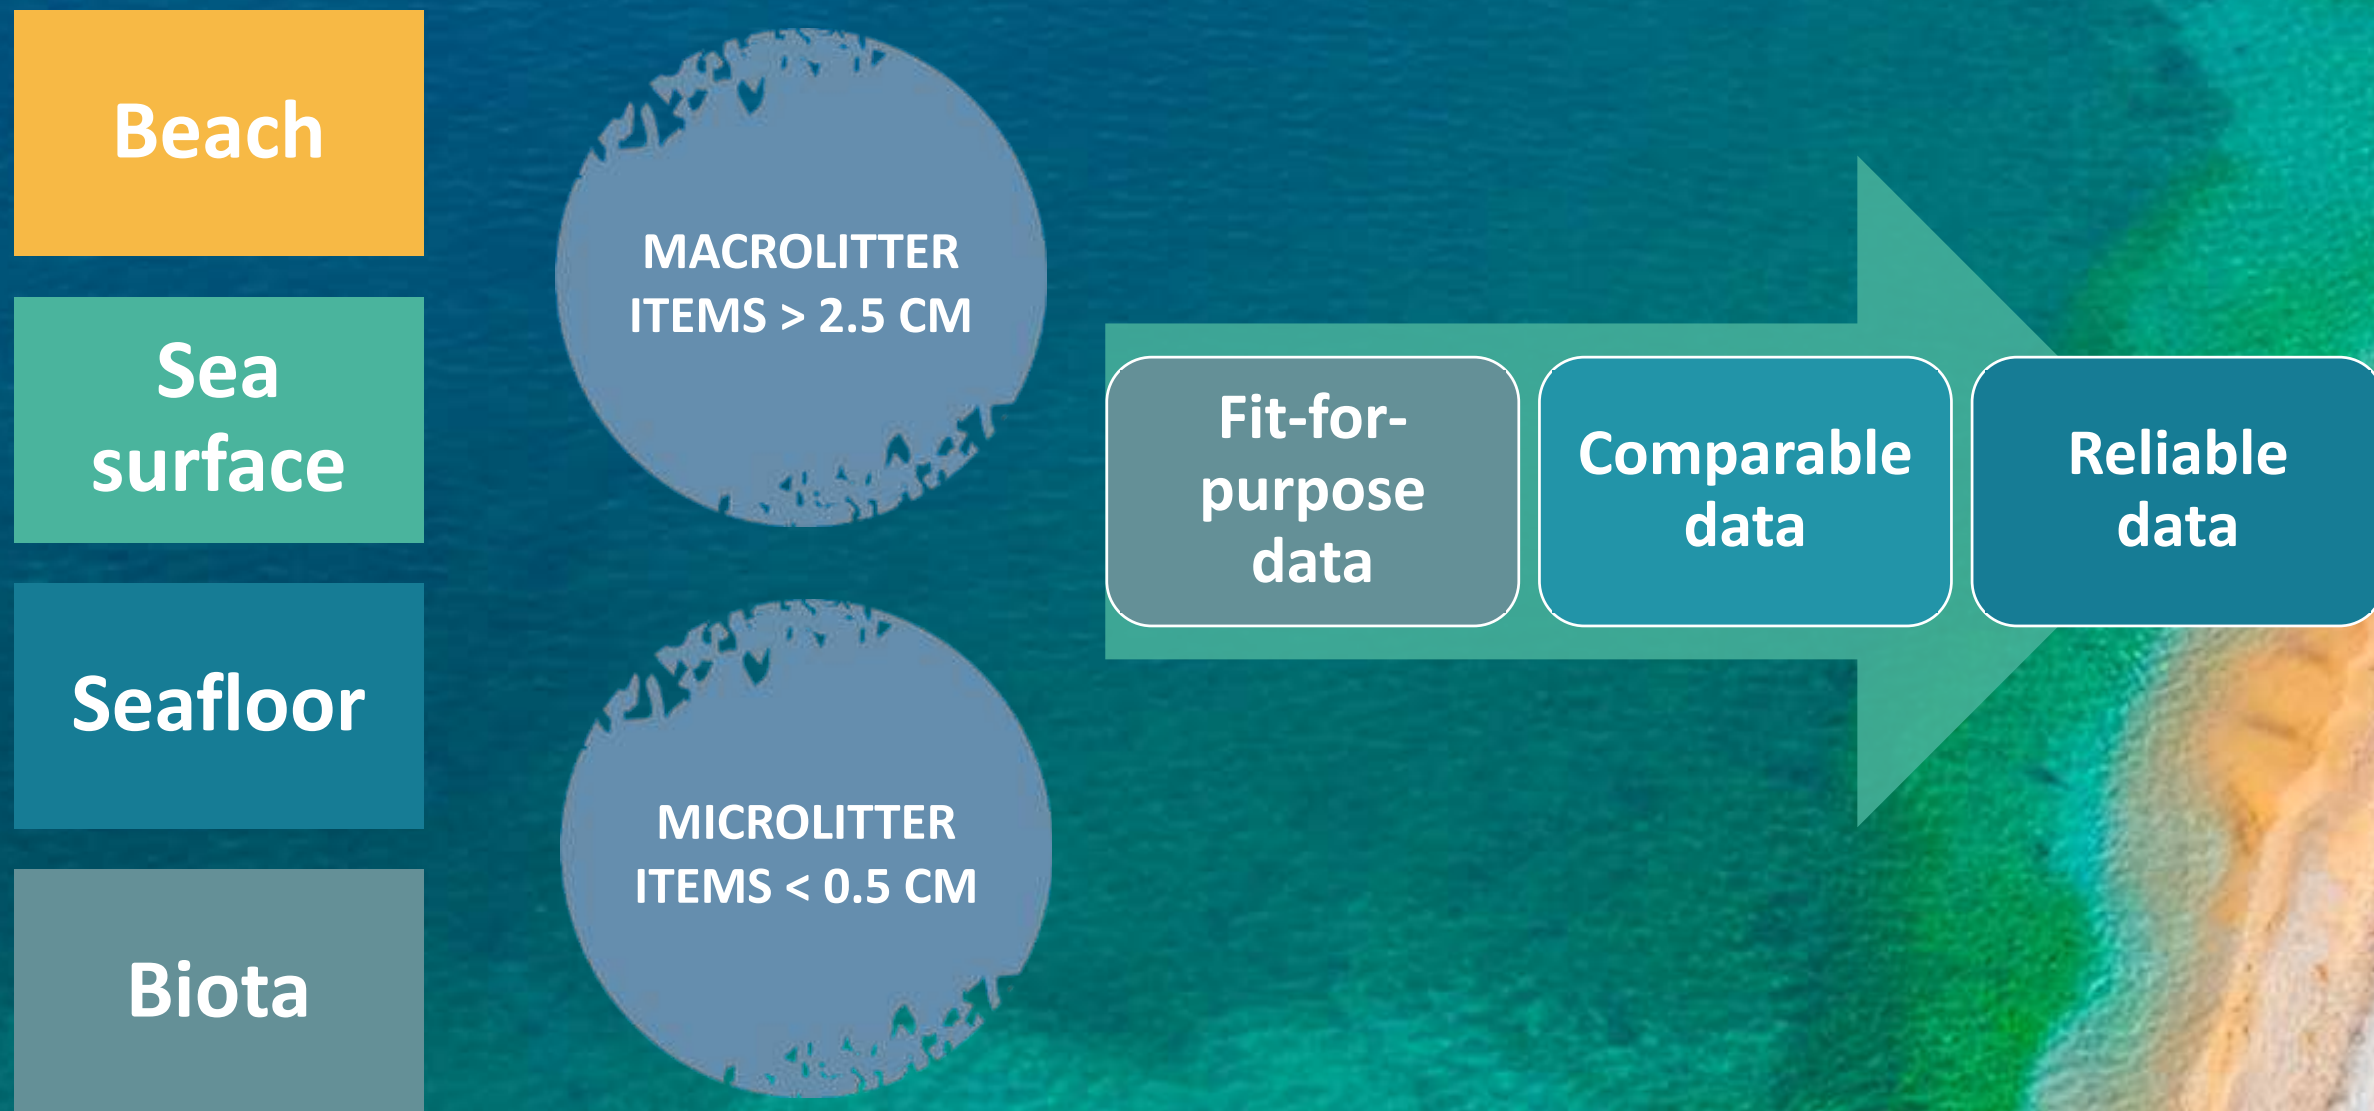 Beach
Sea
surface
Seafloor
Biota
MACROLITTER
ITEMS > 2.5 CM
MICROLITTER
ITEMS < 0.5 CM
Fit-for-
purpose
data
Comparable
data
Reliable
data